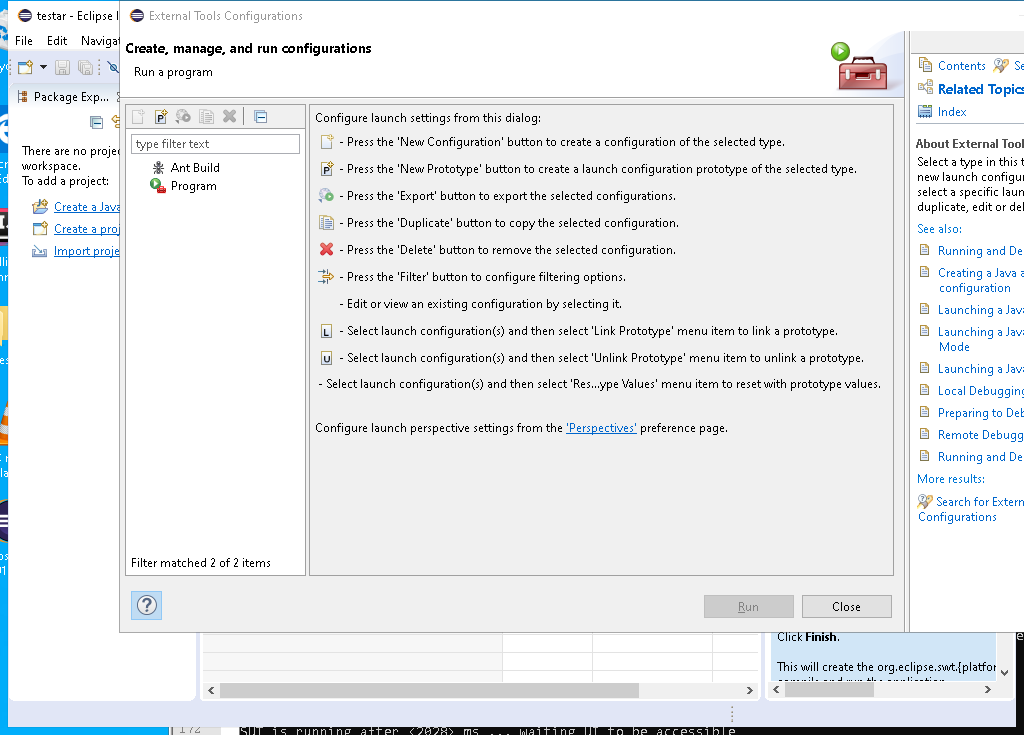 testar - Eclipse I
External Tools Configurations
File Edit Navigat
Package Exp...
There are no projec
workspace.
To add a project:
Create a Java
Create a proj
Import proje
Create, manage, and run configurations
Run a program
type filter text
Ant Build
Program
Filter matched 2 of 2 items
Configure launch settings from this dialog:
- Press the 'New Configuration' button to create a configuration of the selected type.
P - Press the 'New Prototype' button to create a launch configuration prototype of the selected type.
- Press the 'Export' button to export the selected configurations.
- Press the 'Duplicate' button to copy the selected configuration.
- Press the 'Delete' button to remove the selected configuration.
- Press the 'Filter' button to configure filtering options.
- Edit or view an existing configuration by selecting it.
L - Select launch configuration(s) and then select 'Link Prototype' menu item to link a prototype.
U - Select launch configuration(s) and then select 'Unlink Prototype' menu item to unlink a prototype.
- Select launch configuration(s) and then select 'Res...ype Values' menu item to reset with prototype values.
Configure launch perspective settings from the 'Perspectives' preference page.
Run Close
Contents Se
Related Topics
Index
About External Tool
Select a type in this t
new launch configur
select a specific laun
duplicate, edit or del
See also:
Running and De
Creating a Java a
configuration
Launching a Java
Launching a Java
Mode
Launching a Java
Local Debugging
Preparing to Deb
Remote Debugg
Running and De
More results:
Search for Extern
Configurations
Click Finish.
This will create the org.eclipse.swt.{platfor
compile and run the application.
172
SUT is running after <2028> ms ... waiting UI to be accessible